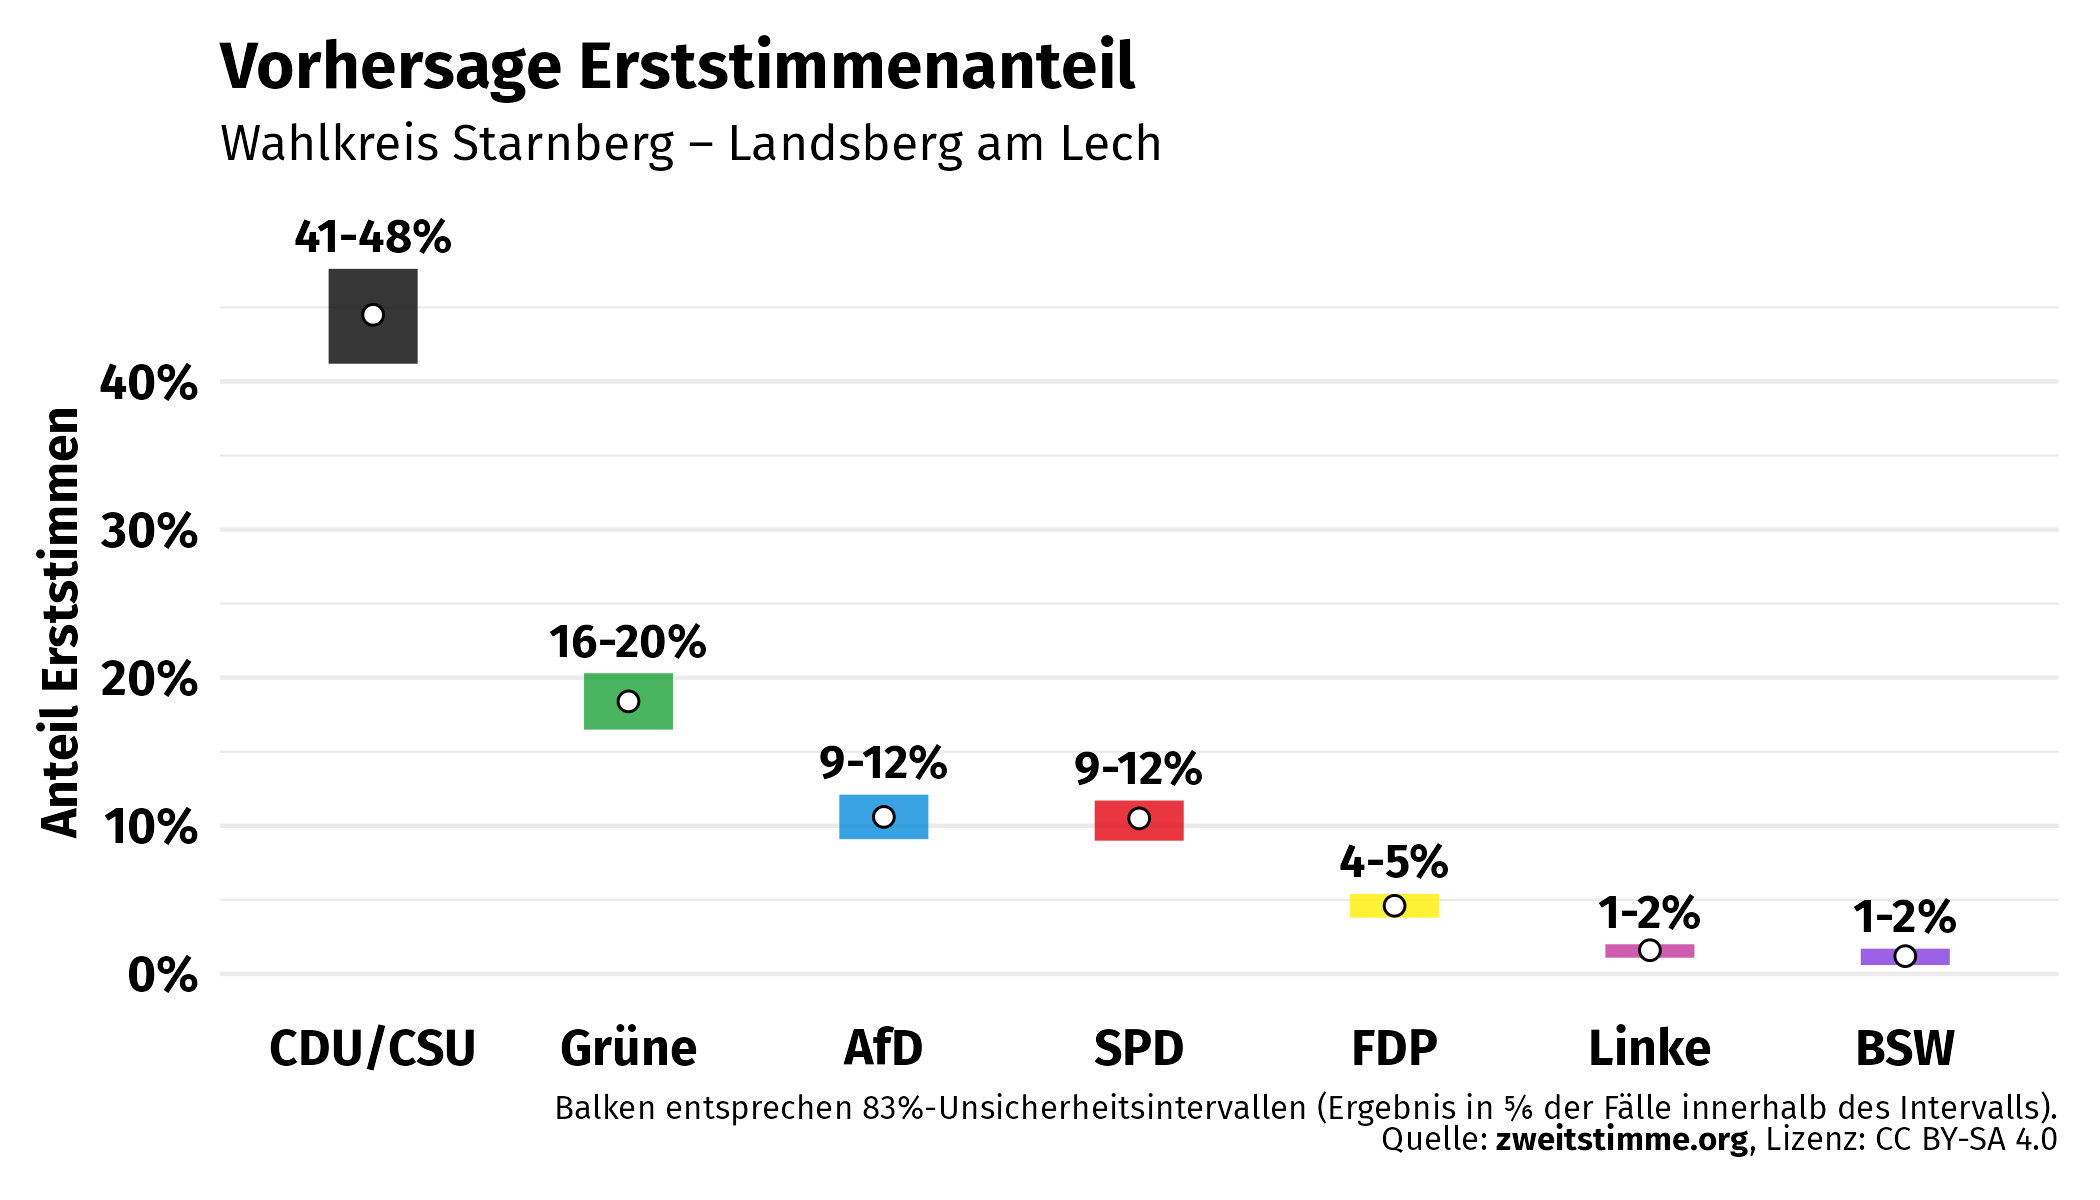 Vorhersage Erststimmenanteil
Wahlkreis Starnberg – Landsberg am Lech
41-48%
40%
30%
16-20%
20%
9-12%
9-12%
10%
4-5%
1-2%
1-2%
0%
Anteil Erststimmen
CDU/CSU Grüne AfD SPD FDP Linke BSW
Balken entsprechen 83%-Unsicherheitsintervallen (Ergebnis in ⅚ der Fälle innerhalb des Intervalls).
Quelle: zweitstimme.org, Lizenz: CC BY-SA 4.0